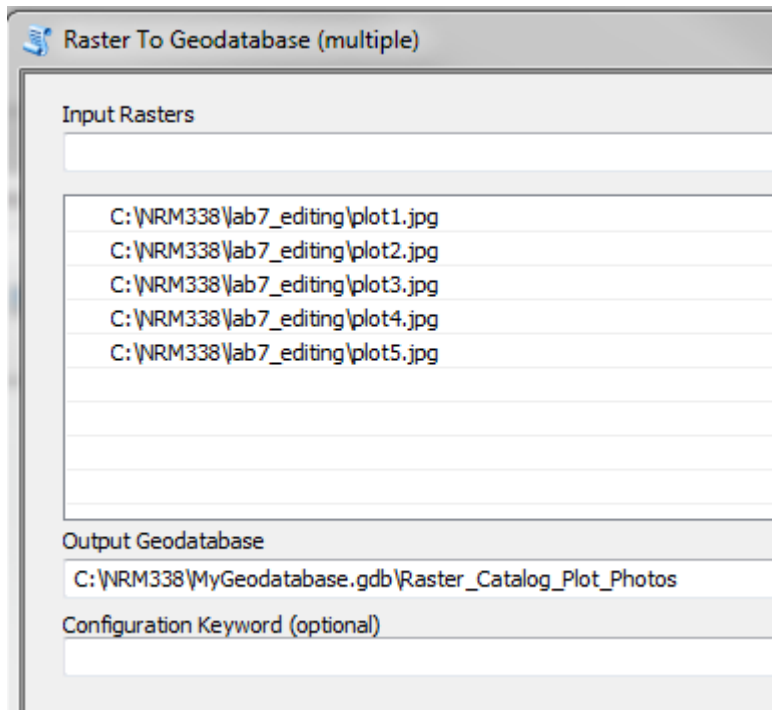 Raster To Geodatabase (multiple)
Input Rasters
C:\NRM338\lab7_editing\plot1.jpg
C:\NRM338\lab7_editing\plot2.jpg
C:\NRM338\lab7_editing\plot3.jpg
C:\NRM338\lab7_editing\plot4.jpg
C:\NRM338\lab7_editing\plot5.jpg
Output Geodatabase
C:\NRM338\MyGeodatabase.gdb\Raster_Catalog_Plot_Photos
Configuration Keyword (optional)